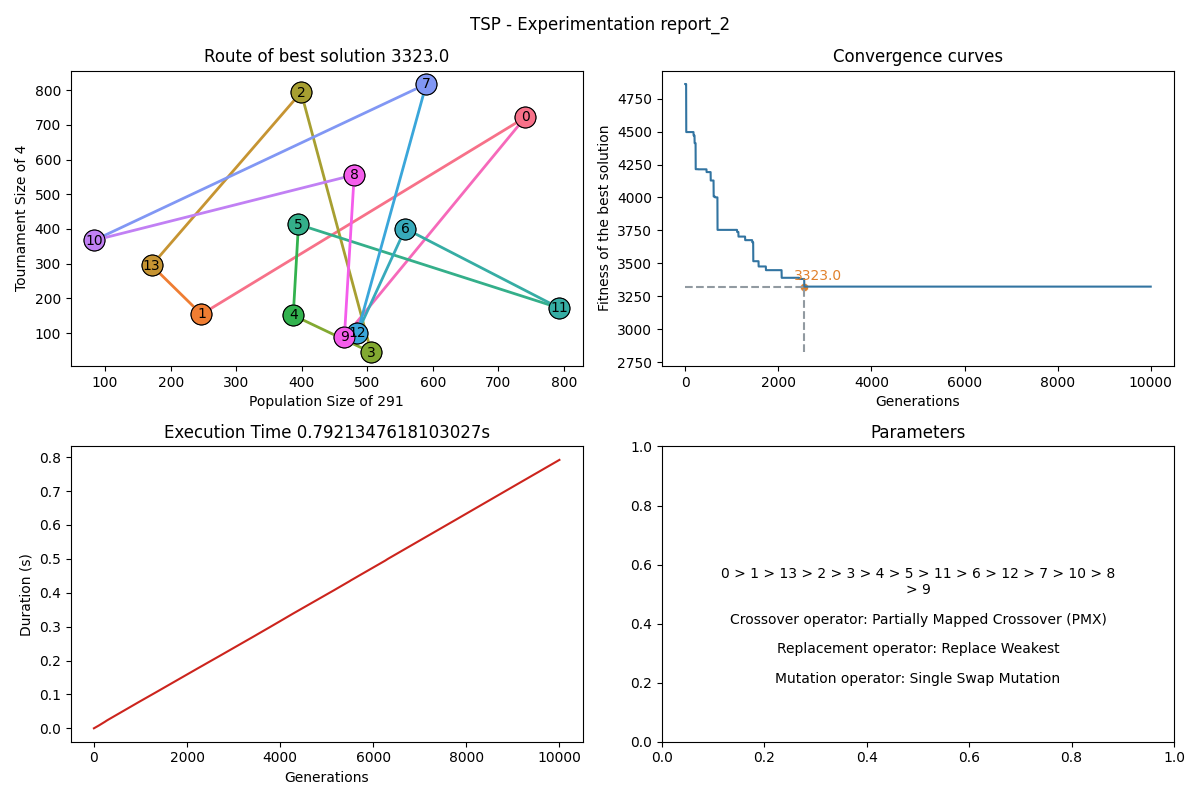 TSP - Experimentation report_2
Route of best solution 3323.0
Tournament Size of 4
800
700
600
500
400
300
200
100
0
1
2
3
4
5
6
7
8
9
10
11
12
13
100 200 300 400 500 600 700 800
Population Size of 291
Convergence curves
Fitness of the best solution
4750
4500
4250
4000
3750
3500
3250
3000
2750
3323.0
0 2000 4000 6000 8000 10000
Generations
Execution Time 0.7921347618103027s
Duration (s)
0.8
0.7
0.6
0.5
0.4
0.3
0.2
0.1
0.0
0 2000 4000 6000 8000 10000
Generations
Parameters
1.0
0.8
0.6
0.4
0.2
0.0
0 > 1 > 13 > 2 > 3 > 4 > 5 > 11 > 6 > 12 > 7 > 10 > 8
> 9
Crossover operator: Partially Mapped Crossover (PMX)
Replacement operator: Replace Weakest
Mutation operator: Single Swap Mutation
0.0 0.2 0.4 0.6 0.8 1.0